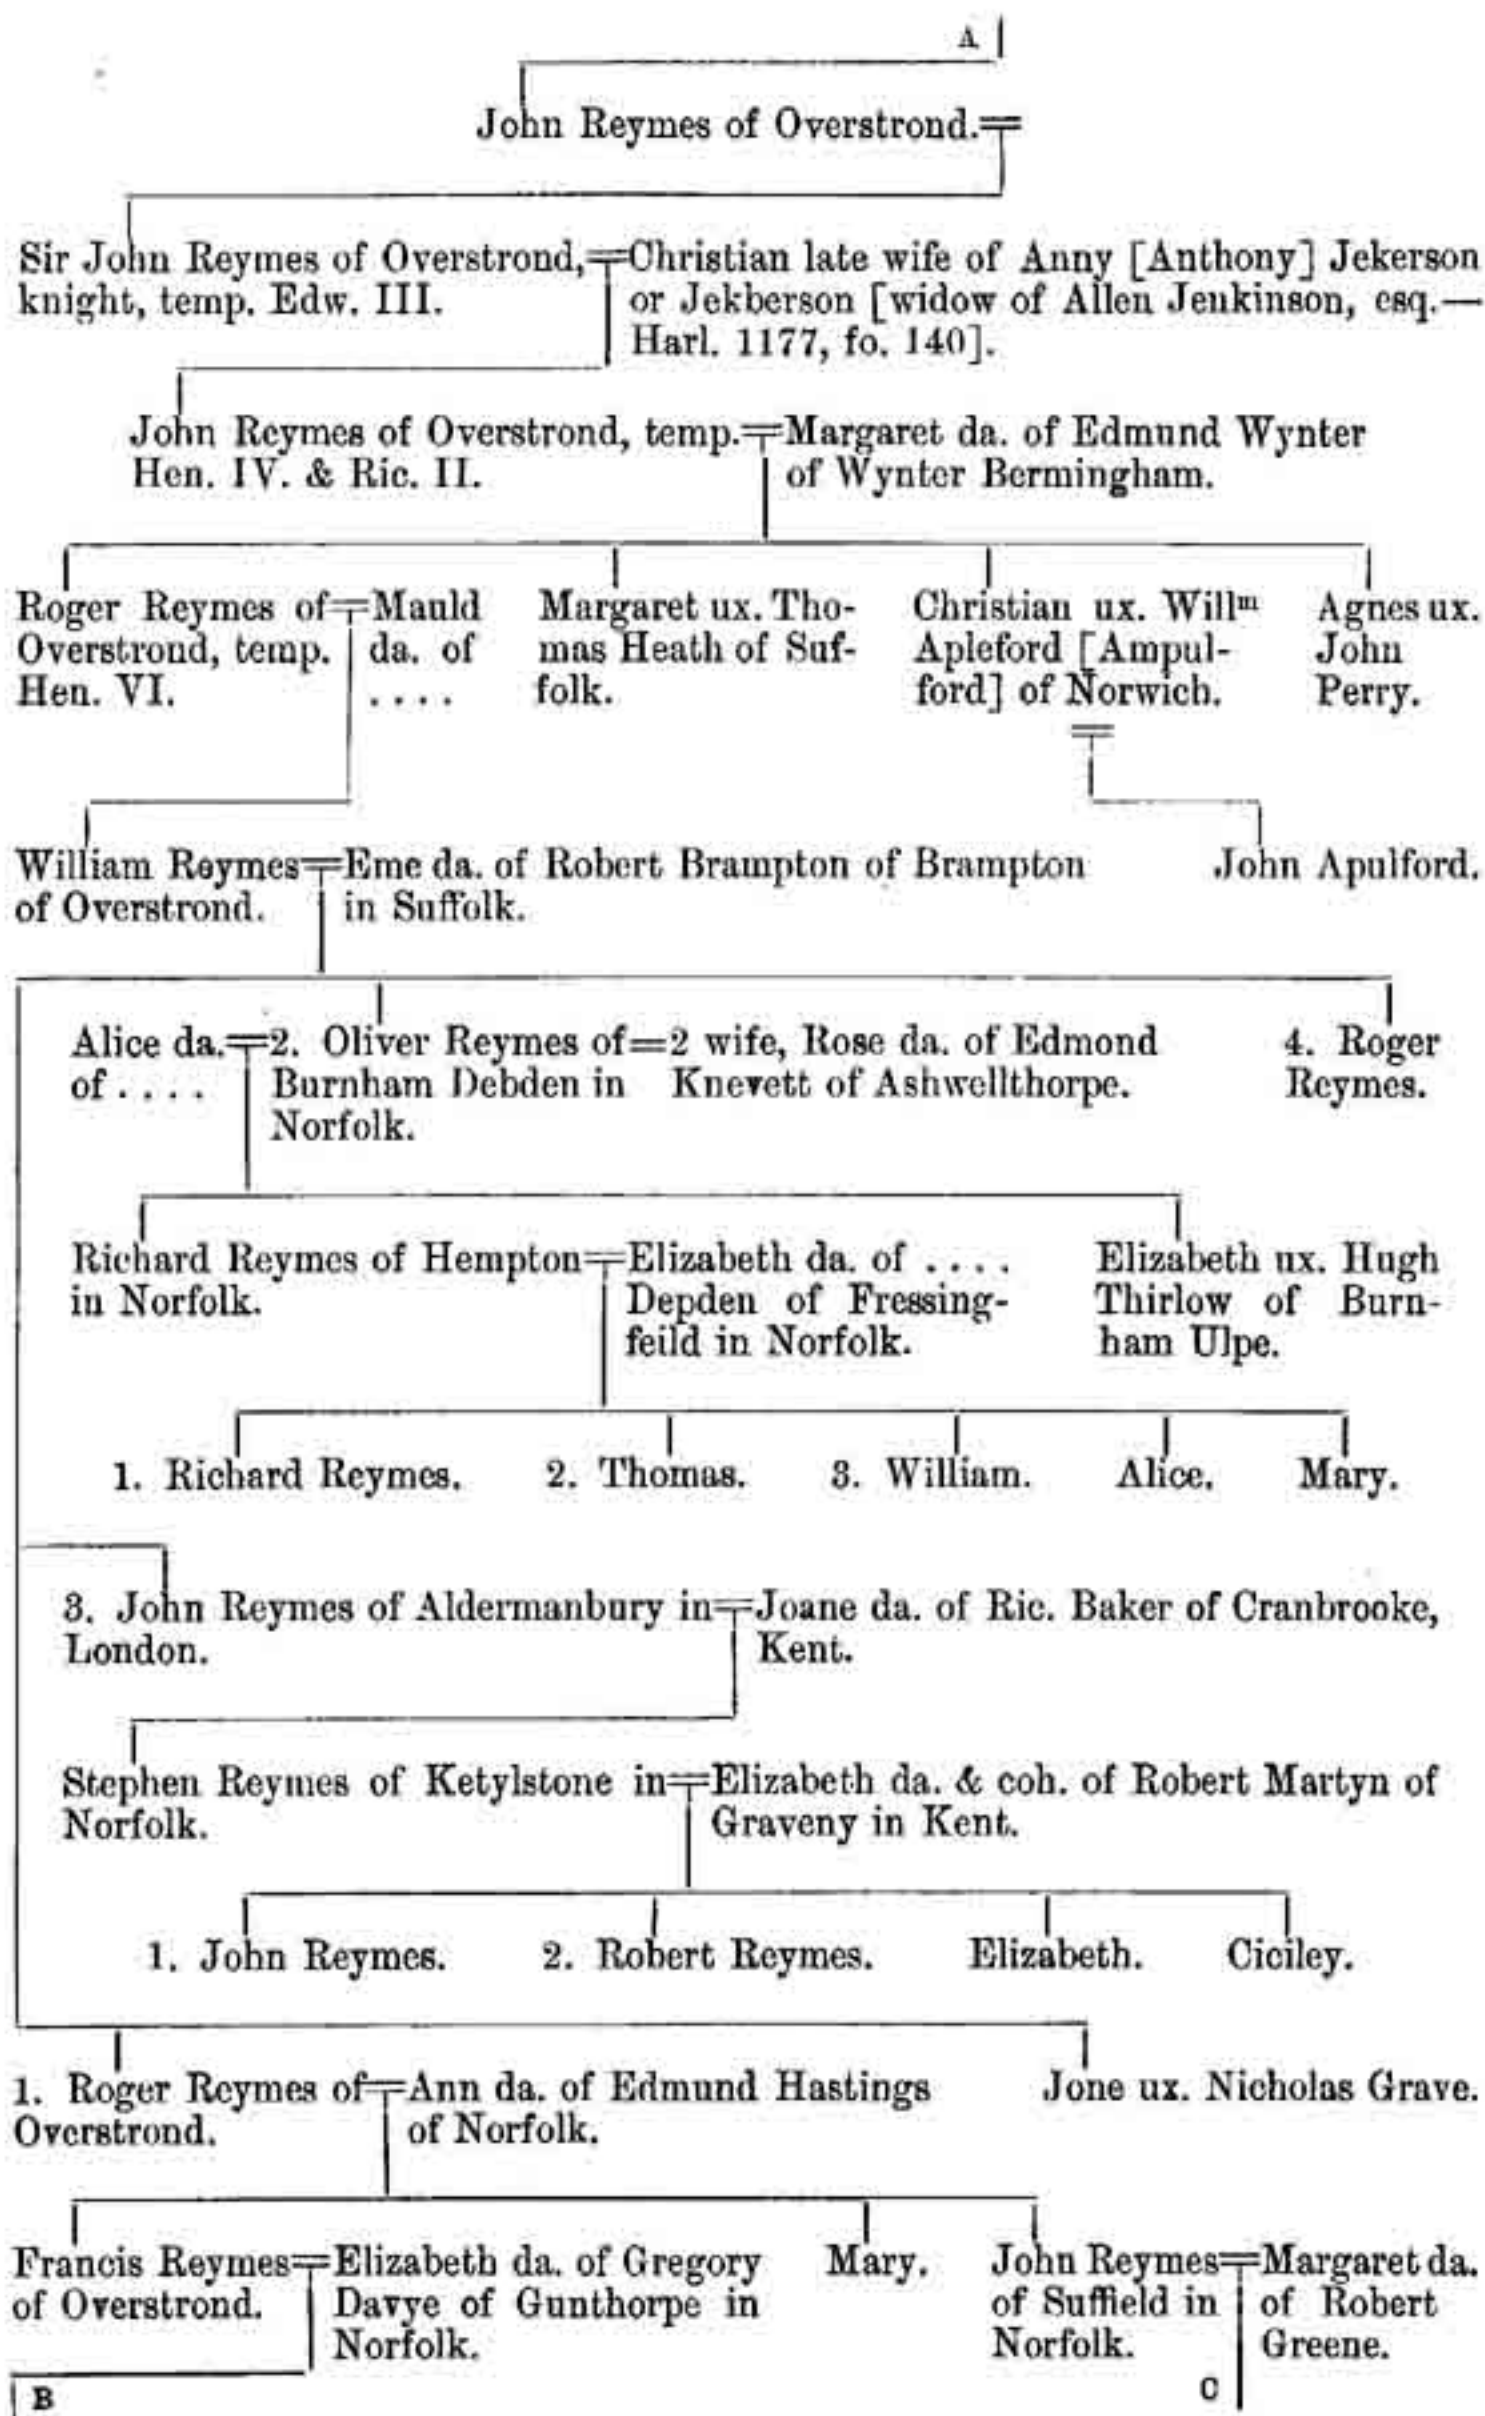 A
John Reymes of Overstrond.
Sir John Reymes of Overstrond,
knight, temp. Edw. III.
Christian late wife of Anny [Anthony] Jekerson
or Jekberson [widow of Allen Jenkinson, esq.—
Harl. 1177, fo. 140].
John Reymes of Overstrond, temp.
Hen. IV. & Ric. II.
Margaret da. of Edmund Wynter
of Wynter Bermingham.
Roger Reymes of
Overstrond, temp.
Hen. VI.
Mauld
da. of
....
Margaret ux. Tho-
mas Heath of Suf-
folk.
Christian ux. Willm
Apleford [Ampul-
ford] of Norwich.
Agnes ux.
John
Perry.
William Reymes
of Overstrond.
Eme da. of Robert Brampton of Brampton
in Suffolk.
John Apulford.
Alice da.
of ....
2. Oliver Reymes of
Burnham Debden in
Norfolk.
2 wife, Rose da. of Edmond
Knevett of Ashwellthorpe.
4. Roger
Reymes.
Richard Reymes of Hempton
in Norfolk.
Elizabeth da. of ....
Depden of Fressing-
feild in Norfolk.
Elizabeth ux. Hugh
Thirlow of Burn-
ham Ulpe.
1. Richard Reymes. 2. Thomas. 3. William. Alice. Mary.
3. John Reymes of Aldermanbury in
London.
Joane da. of Ric. Baker of Cranbrooke,
Kent.
Stephen Reymes of Ketylstone in
Norfolk.
Elizabeth da. & coh. of Robert Martyn of
Graveny in Kent.
1. John Reymes. 2. Robert Reymes. Elizabeth. Ciciley.
1. Roger Reymes of
Overstrond.
Ann da. of Edmund Hastings
of Norfolk.
Jone ux. Nicholas Grave.
Francis Reymes
of Overstrond.
Elizabeth da. of Gregory
Davye of Gunthorpe in
Norfolk.
Mary.
John Reymes
of Suffield in
Norfolk.
Margaret da.
of Robert
Greene.
B
C